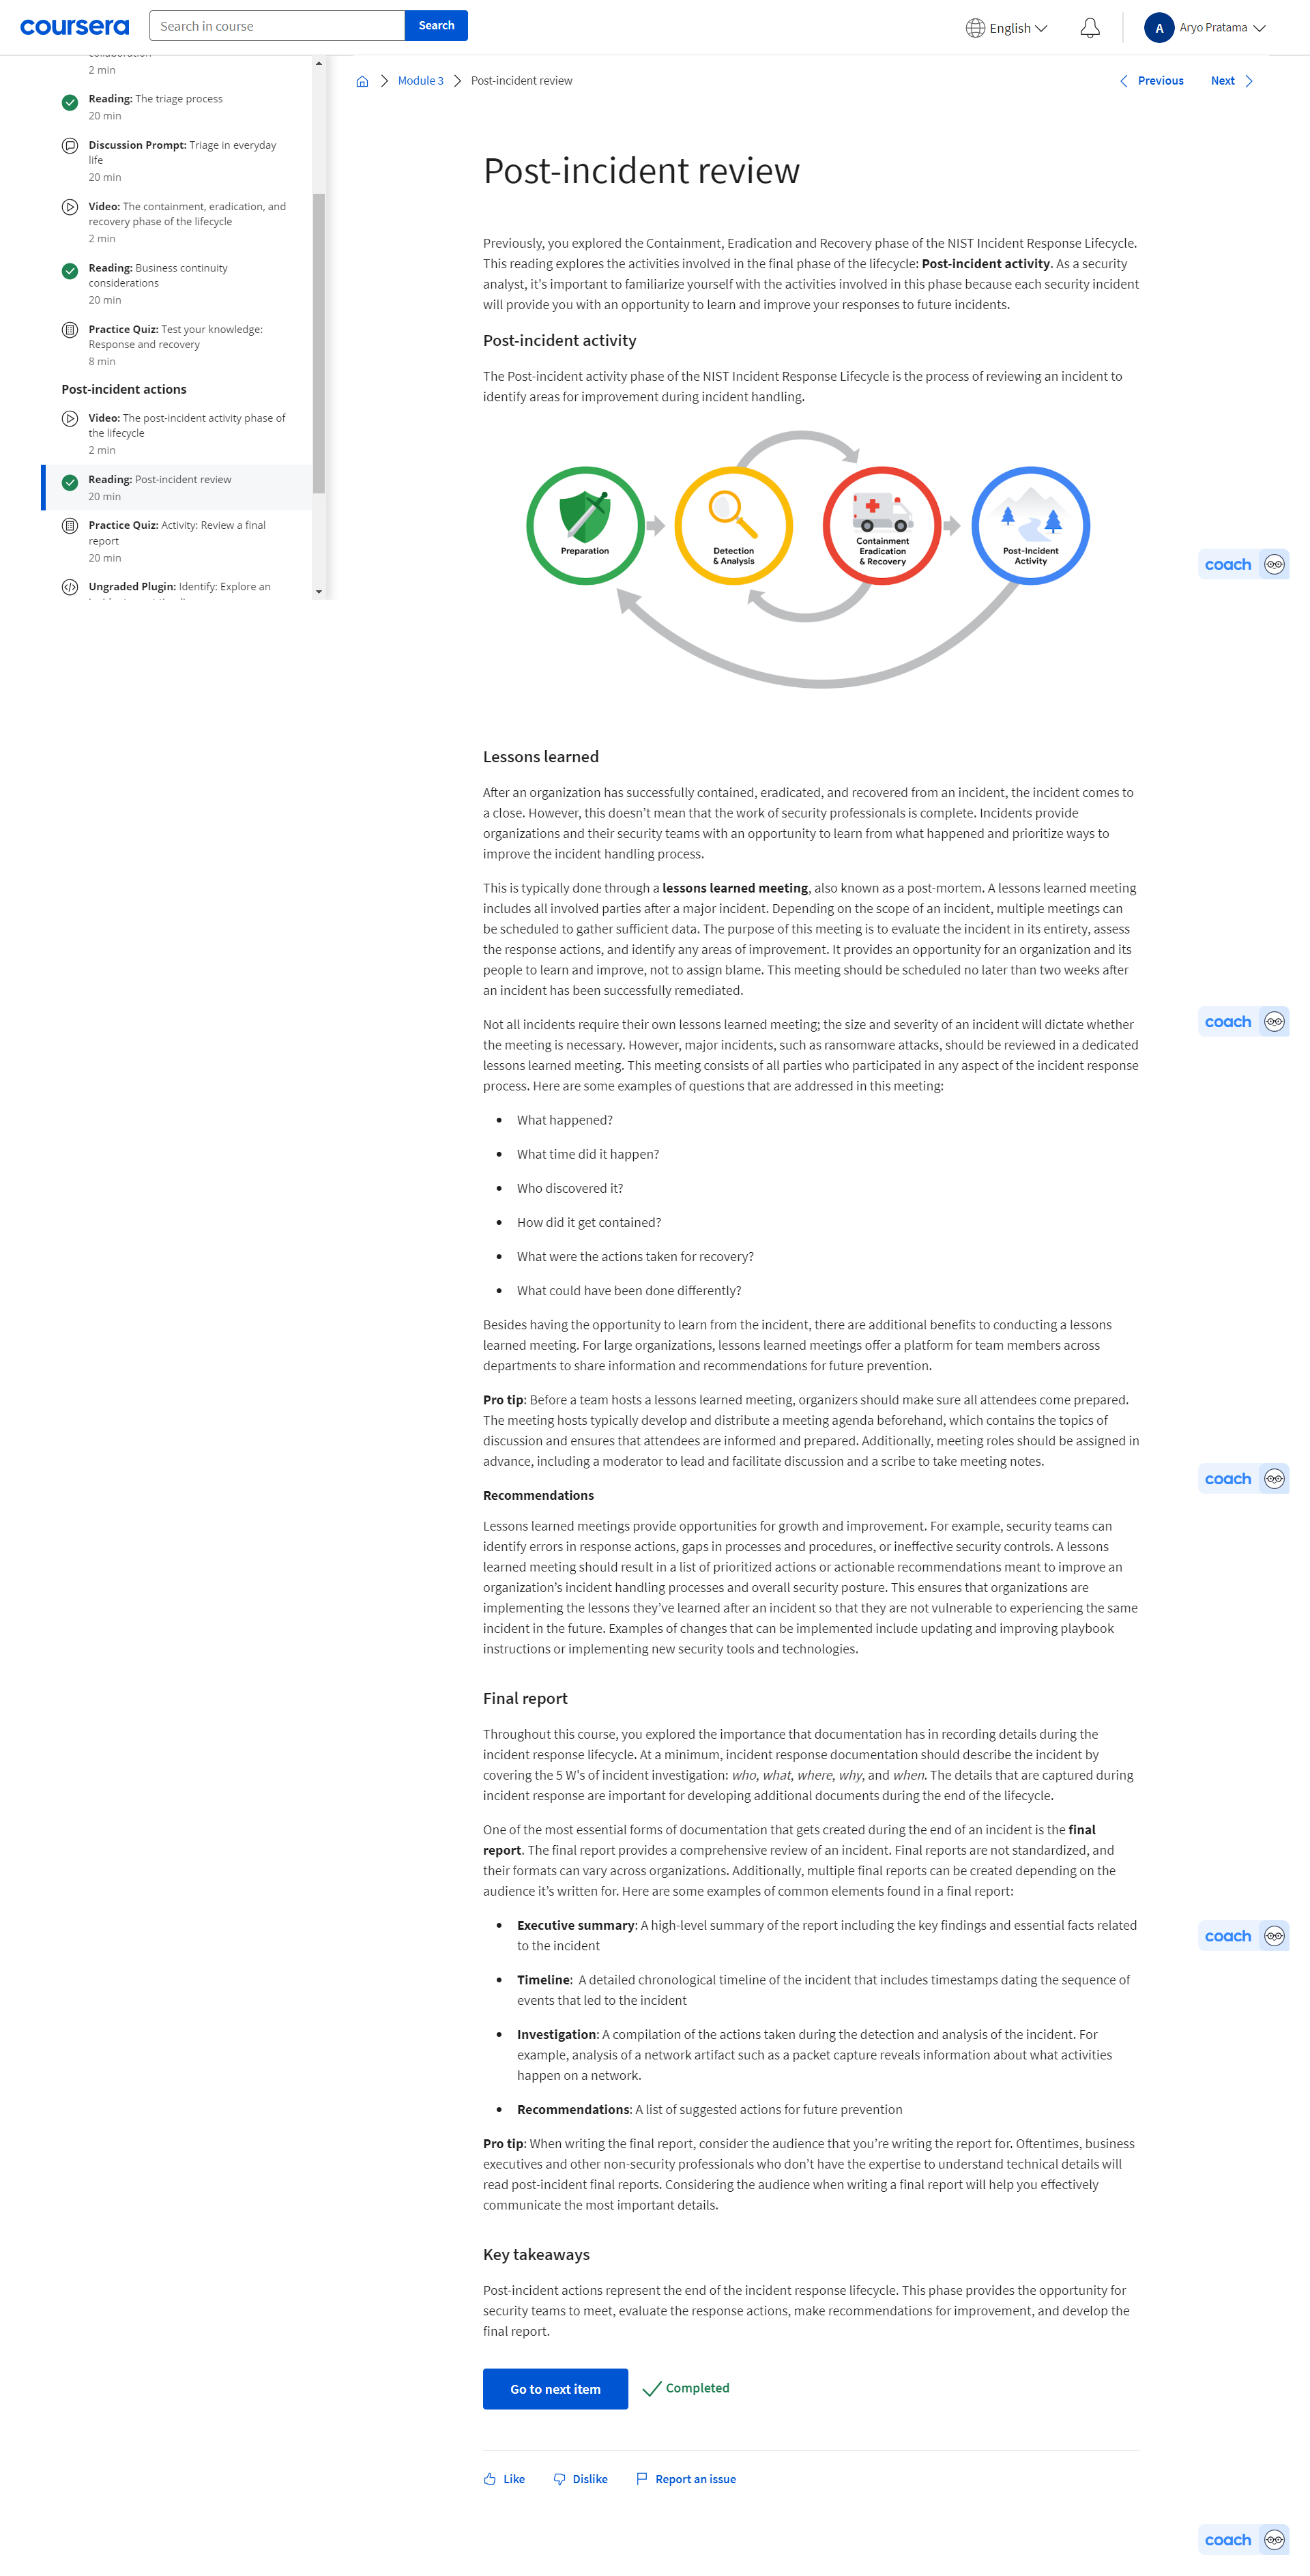 coursera
Search in course
Search
English
A
Aryo Pratama
2 min
Reading: The triage process
20 min
Discussion Prompt: Triage in everyday
life
20 min
Video: The containment, eradication, and
recovery phase of the lifecycle
2 min
Reading: Business continuity
considerations
20 min
Practice Quiz: Test your knowledge:
Response and recovery
8 min
Post-incident actions
Video: The post-incident activity phase of
the lifecycle
2 min
Reading: Post-incident review
20 min
Practice Quiz: Activity: Review a final
report
20 min
Ungraded Plugin: Identify: Explore an
Module 3
Post-incident review
Previous
Next
Post-incident review
Previously, you explored the Containment, Eradication and Recovery phase of the NIST Incident Response Lifecycle.
This reading explores the activities involved in the final phase of the lifecycle: Post-incident activity. As a security
analyst, it's important to familiarize yourself with the activities involved in this phase because each security incident
will provide you with an opportunity to learn and improve your responses to future incidents.
Post-incident activity
The Post-incident activity phase of the NIST Incident Response Lifecycle is the process of reviewing an incident to
identify areas for improvement during incident handling.
Preparation
Detection
& Analysis
Containment
Eradication
& Recovery
Post-Incident
Activity
coach
Lessons learned
After an organization has successfully contained, eradicated, and recovered from an incident, the incident comes to
a close. However, this doesn’t mean that the work of security professionals is complete. Incidents provide
organizations and their security teams with an opportunity to learn from what happened and prioritize ways to
improve the incident handling process.
This is typically done through a lessons learned meeting, also known as a post-mortem. A lessons learned meeting
includes all involved parties after a major incident. Depending on the scope of an incident, multiple meetings can
be scheduled to gather sufficient data. The purpose of this meeting is to evaluate the incident in its entirety, assess
the response actions, and identify any areas of improvement. It provides an opportunity for an organization and its
people to learn and improve, not to assign blame. This meeting should be scheduled no later than two weeks after
an incident has been successfully remediated.
coach
Not all incidents require their own lessons learned meeting; the size and severity of an incident will dictate whether
the meeting is necessary. However, major incidents, such as ransomware attacks, should be reviewed in a dedicated
lessons learned meeting. This meeting consists of all parties who participated in any aspect of the incident response
process. Here are some examples of questions that are addressed in this meeting:
• What happened?
• What time did it happen?
• Who discovered it?
• How did it get contained?
• What were the actions taken for recovery?
• What could have been done differently?
Besides having the opportunity to learn from the incident, there are additional benefits to conducting a lessons
learned meeting. For large organizations, lessons learned meetings offer a platform for team members across
departments to share information and recommendations for future prevention.
Pro tip: Before a team hosts a lessons learned meeting, organizers should make sure all attendees come prepared.
The meeting hosts typically develop and distribute a meeting agenda beforehand, which contains the topics of
discussion and ensures that attendees are informed and prepared. Additionally, meeting roles should be assigned in
advance, including a moderator to lead and facilitate discussion and a scribe to take meeting notes.
coach
Recommendations
Lessons learned meetings provide opportunities for growth and improvement. For example, security teams can
identify errors in response actions, gaps in processes and procedures, or ineffective security controls. A lessons
learned meeting should result in a list of prioritized actions or actionable recommendations meant to improve an
organization’s incident handling processes and overall security posture. This ensures that organizations are
implementing the lessons they’ve learned after an incident so that they are not vulnerable to experiencing the same
incident in the future. Examples of changes that can be implemented include updating and improving playbook
instructions or implementing new security tools and technologies.
Final report
Throughout this course, you explored the importance that documentation has in recording details during the
incident response lifecycle. At a minimum, incident response documentation should describe the incident by
covering the 5 W's of incident investigation: who, what, where, why, and when. The details that are captured during
incident response are important for developing additional documents during the end of the lifecycle.
One of the most essential forms of documentation that gets created during the end of an incident is the final
report. The final report provides a comprehensive review of an incident. Final reports are not standardized, and
their formats can vary across organizations. Additionally, multiple final reports can be created depending on the
audience it’s written for. Here are some examples of common elements found in a final report:
• Executive summary: A high-level summary of the report including the key findings and essential facts related
to the incident
coach
• Timeline: A detailed chronological timeline of the incident that includes timestamps dating the sequence of
events that led to the incident
• Investigation: A compilation of the actions taken during the detection and analysis of the incident. For
example, analysis of a network artifact such as a packet capture reveals information about what activities
happen on a network.
• Recommendations: A list of suggested actions for future prevention
Pro tip: When writing the final report, consider the audience that you’re writing the report for. Oftentimes, business
executives and other non-security professionals who don’t have the expertise to understand technical details will
read post-incident final reports. Considering the audience when writing a final report will help you effectively
communicate the most important details.
Key takeaways
Post-incident actions represent the end of the incident response lifecycle. This phase provides the opportunity for
security teams to meet, evaluate the response actions, make recommendations for improvement, and develop the
final report.
Go to next item
Completed
Like
Dislike
Report an issue
coach